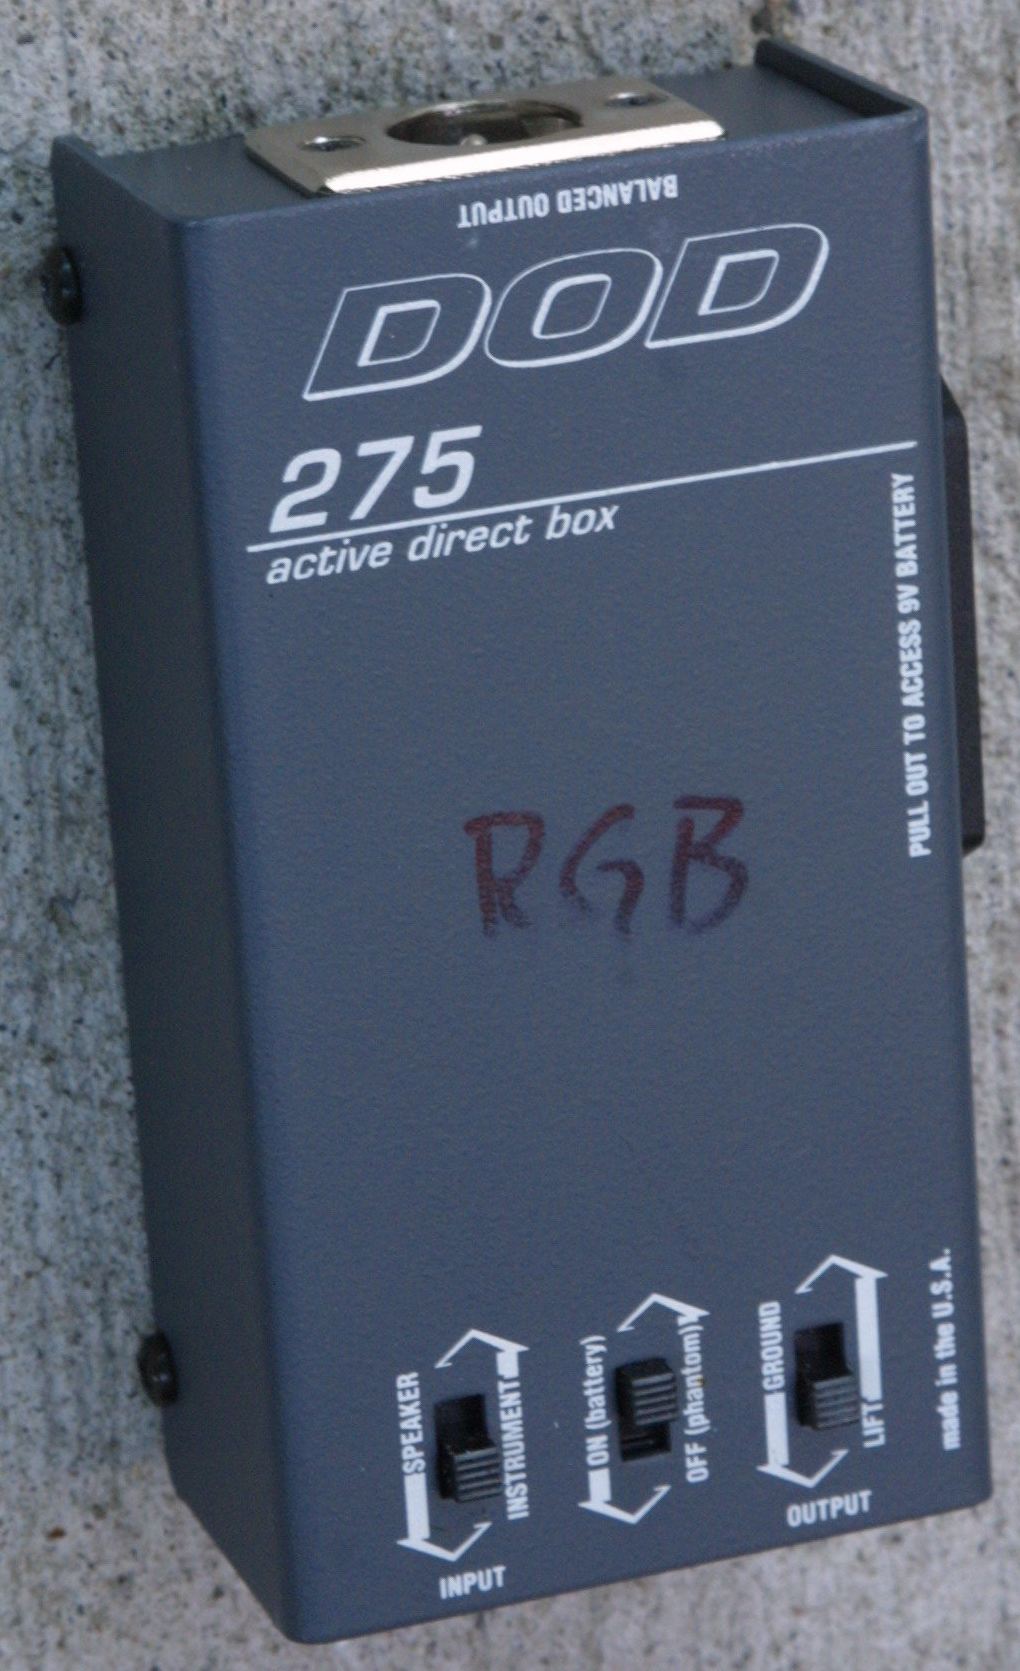 BALANCED OUTPUT
DOD
275
active direct box
PULL OUT TO ACCESS 9V BATTERY
RGB
SPEAKER
INSTRUMENT
INPUT
ON (battery)
OFF (phantom)
GROUND
LIFT
OUTPUT
made in the U.S.A.